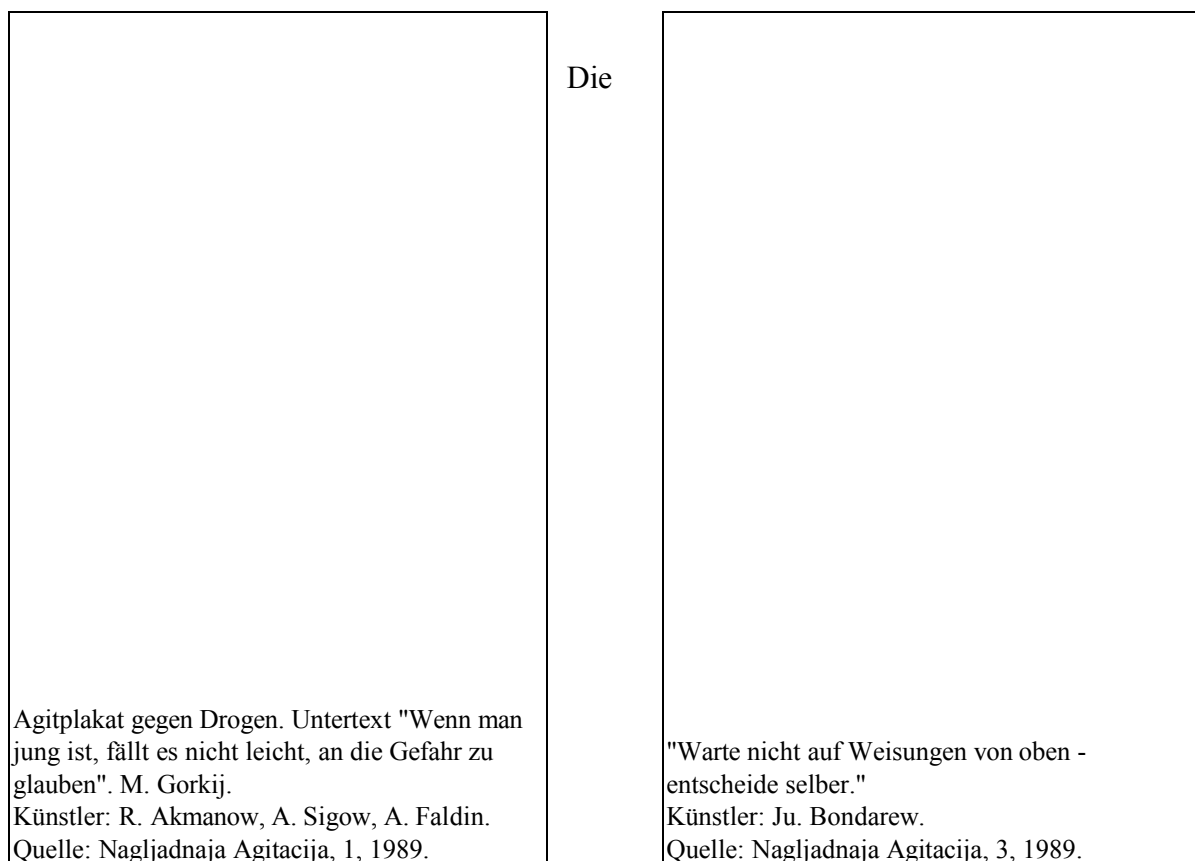 Die
Agitplakat gegen Drogen. Untertext "Wenn man
jung ist, fällt es nicht leicht, an die Gefahr zu
glauben". M. Gorkij.
Künstler: R. Akmanow, A. Sigow, A. Faldin.
Quelle: Nagljadnaja Agitacija, 1, 1989.
"Warte nicht auf Weisungen von oben -
entscheide selber."
Künstler: Ju. Bondarew.
Quelle: Nagljadnaja Agitacija, 3, 1989.